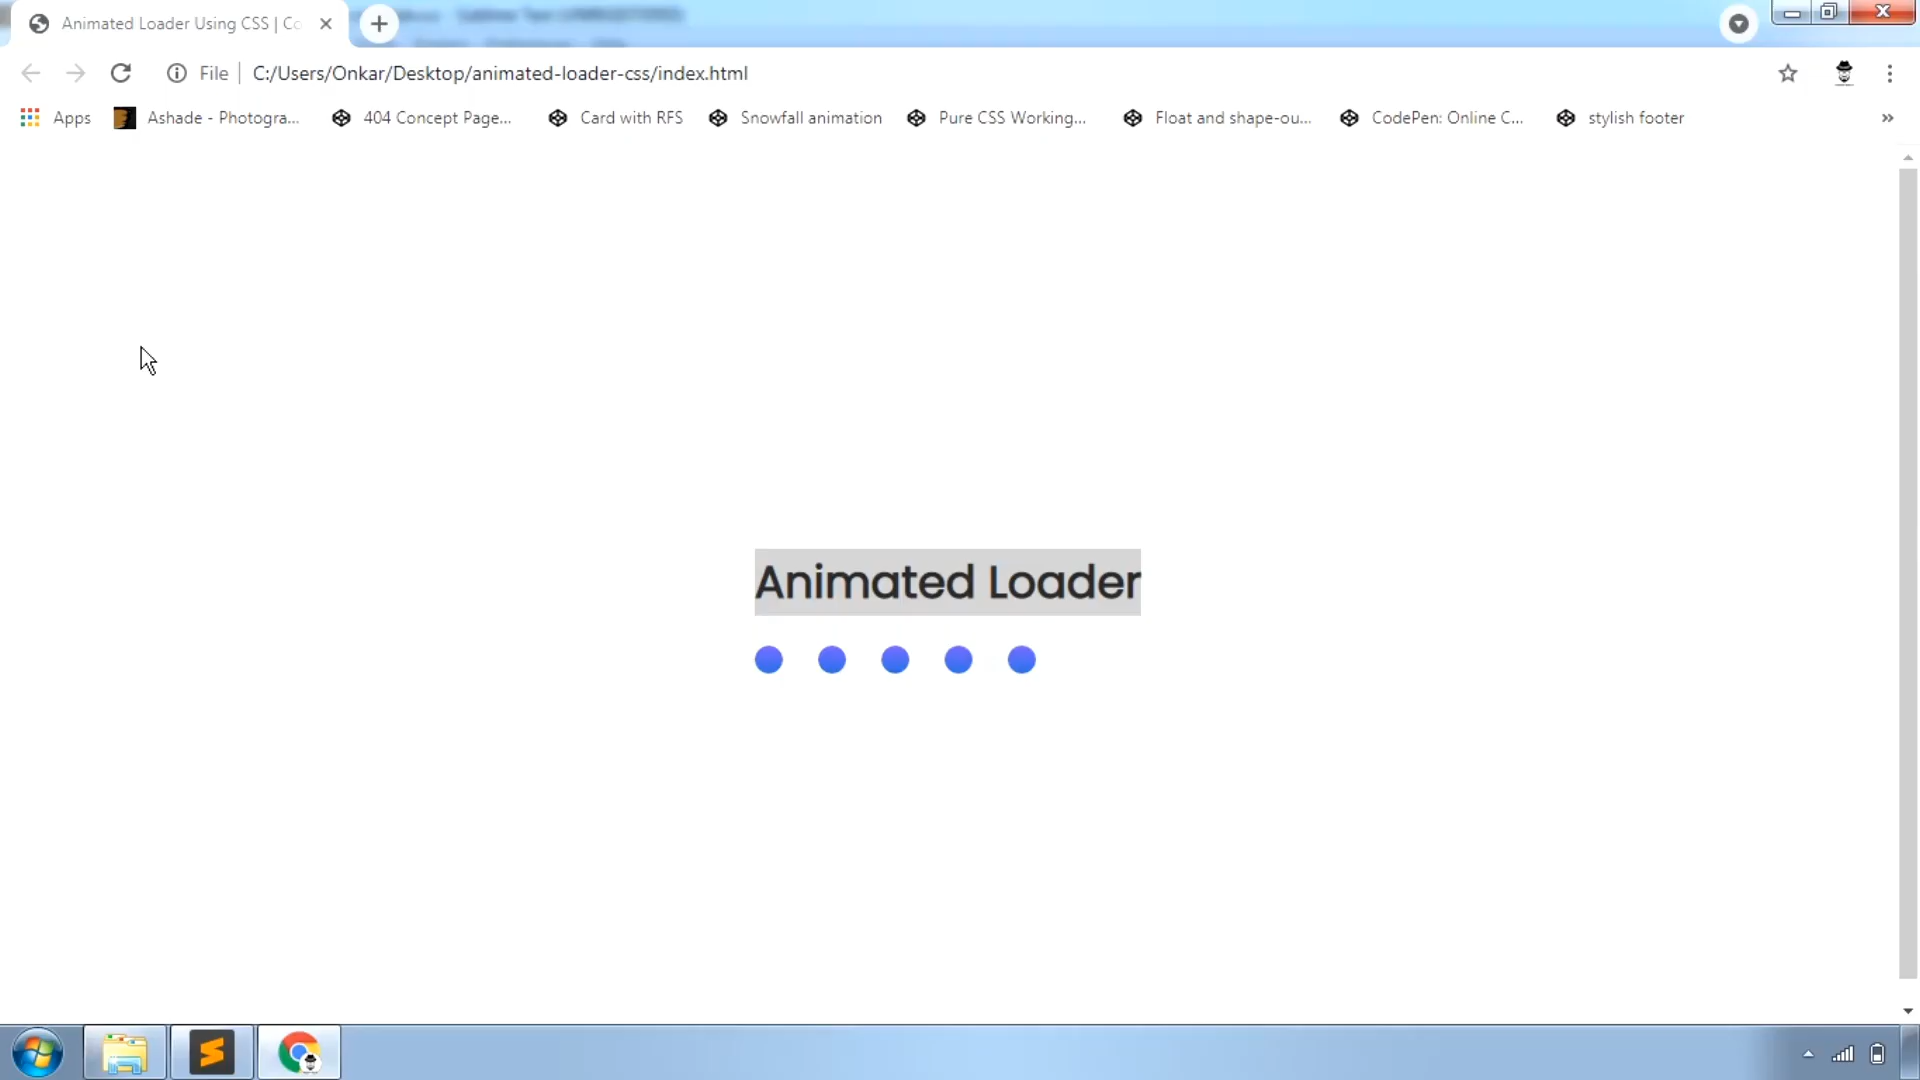 Animated Loader Using CSS | Co
File
C:/Users/Onkar/Desktop/animated-loader-css/index.html
Apps
Ashade - Photogra...
404 Concept Page...
Card with RFS
Snowfall animation
Pure CSS Working...
Float and shape-ou...
CodePen: Online C...
stylish footer
Animated Loader